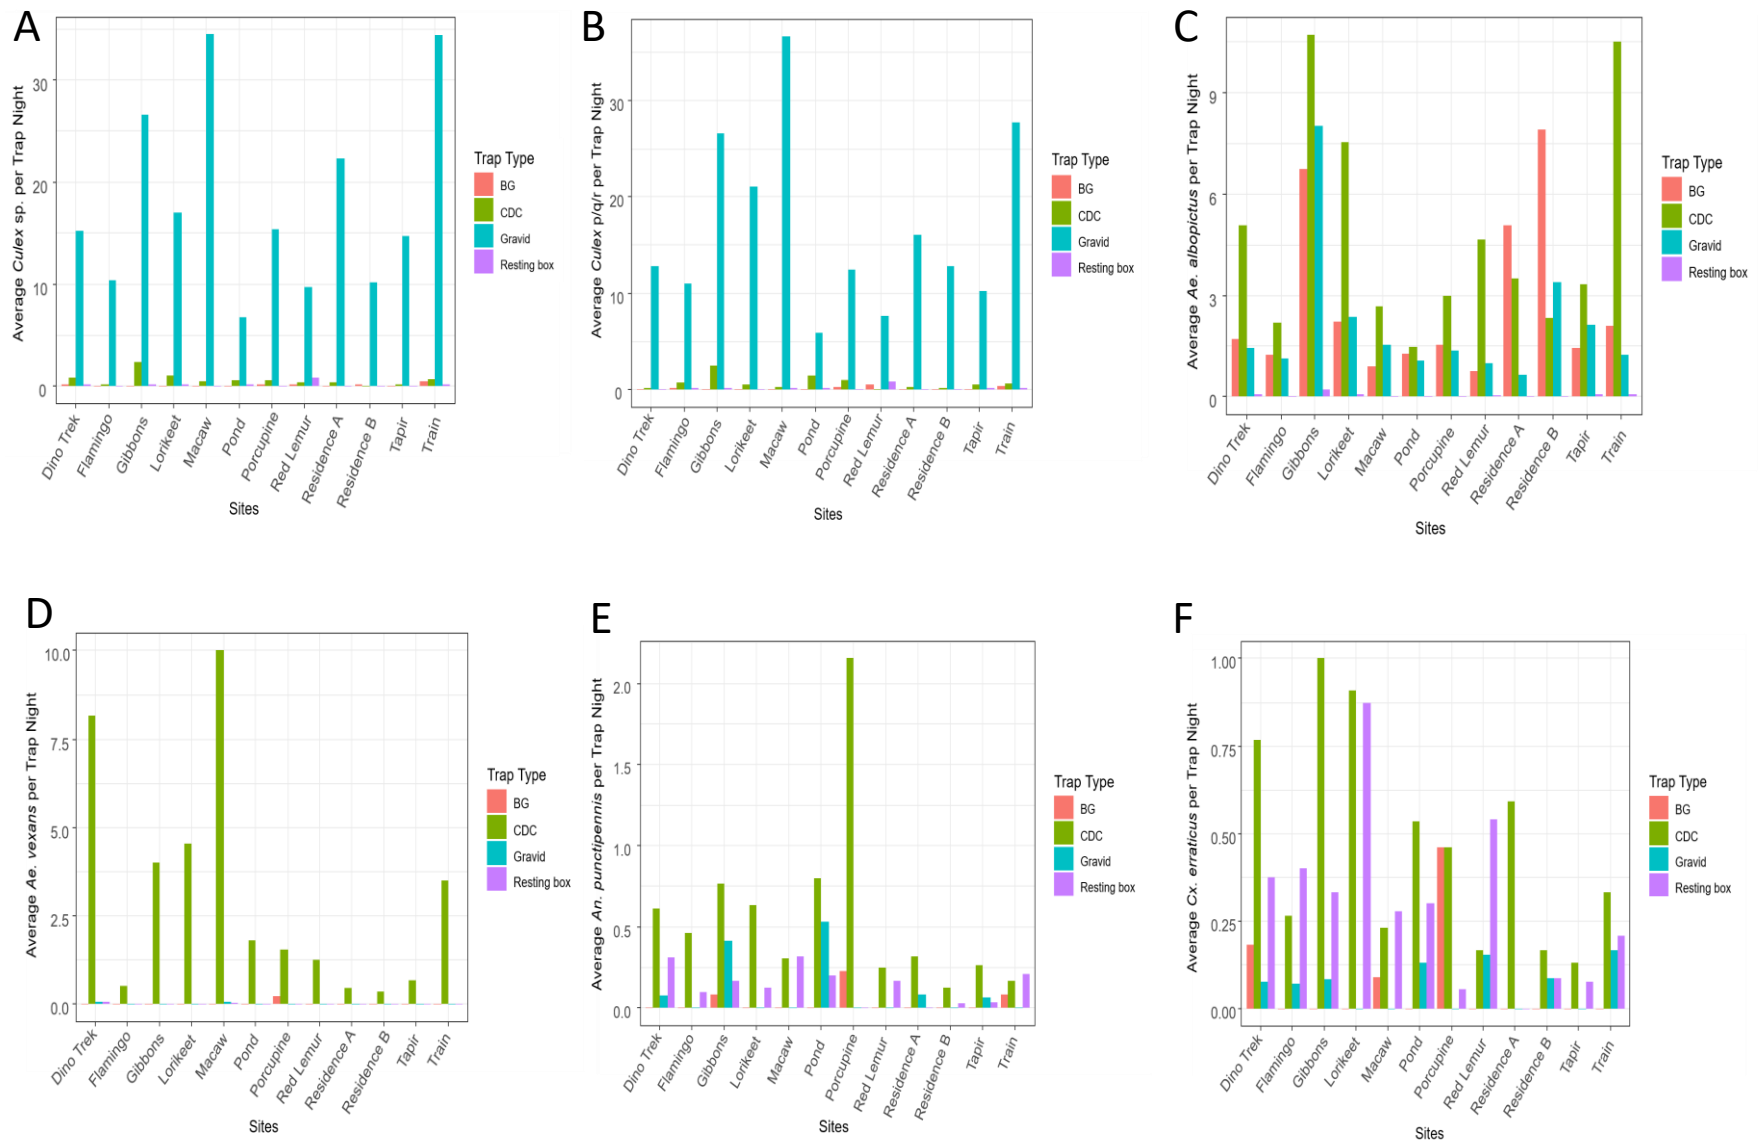 A
Average Culex sp. per Trap Night
30
20
10
0
Dino Trek
Flamingo
Gibbons
Lorikeet
Macaw
Pond
Porcupine
Red Lemur
Residence A
Residence B
Tapir
Train
Sites
Trap Type
BG
CDC
Gravid
Resting box
B
Average Culex p/q/r per Trap Night
30
20
10
0
Dino Trek
Flamingo
Gibbons
Lorikeet
Macaw
Pond
Porcupine
Red Lemur
Residence A
Residence B
Tapir
Train
Sites
Trap Type
BG
CDC
Gravid
Resting box
C
Average Ae. albopictus per Trap Night
9
6
3
0
Dino Trek
Flamingo
Gibbons
Lorikeet
Macaw
Pond
Porcupine
Red Lemur
Residence A
Residence B
Tapir
Train
Sites
Trap Type
BG
CDC
Gravid
Resting box
D
Average Ae. vexans per Trap Night
10.0
7.5
5.0
2.5
0.0
Dino Trek
Flamingo
Gibbons
Lorikeet
Macaw
Pond
Porcupine
Red Lemur
Residence A
Residence B
Tapir
Train
Sites
Trap Type
BG
CDC
Gravid
Resting box
E
Average An. punctipennis per Trap Night
2.0
1.5
1.0
0.5
0.0
Dino Trek
Flamingo
Gibbons
Lorikeet
Macaw
Pond
Porcupine
Red Lemur
Residence A
Residence B
Tapir
Train
Sites
Trap Type
BG
CDC
Gravid
Resting box
F
Average Cx. erraticus per Trap Night
1.00
0.75
0.50
0.25
0.00
Dino Trek
Flamingo
Gibbons
Lorikeet
Macaw
Pond
Porcupine
Red Lemur
Residence A
Residence B
Tapir
Train
Sites
Trap Type
BG
CDC
Gravid
Resting box